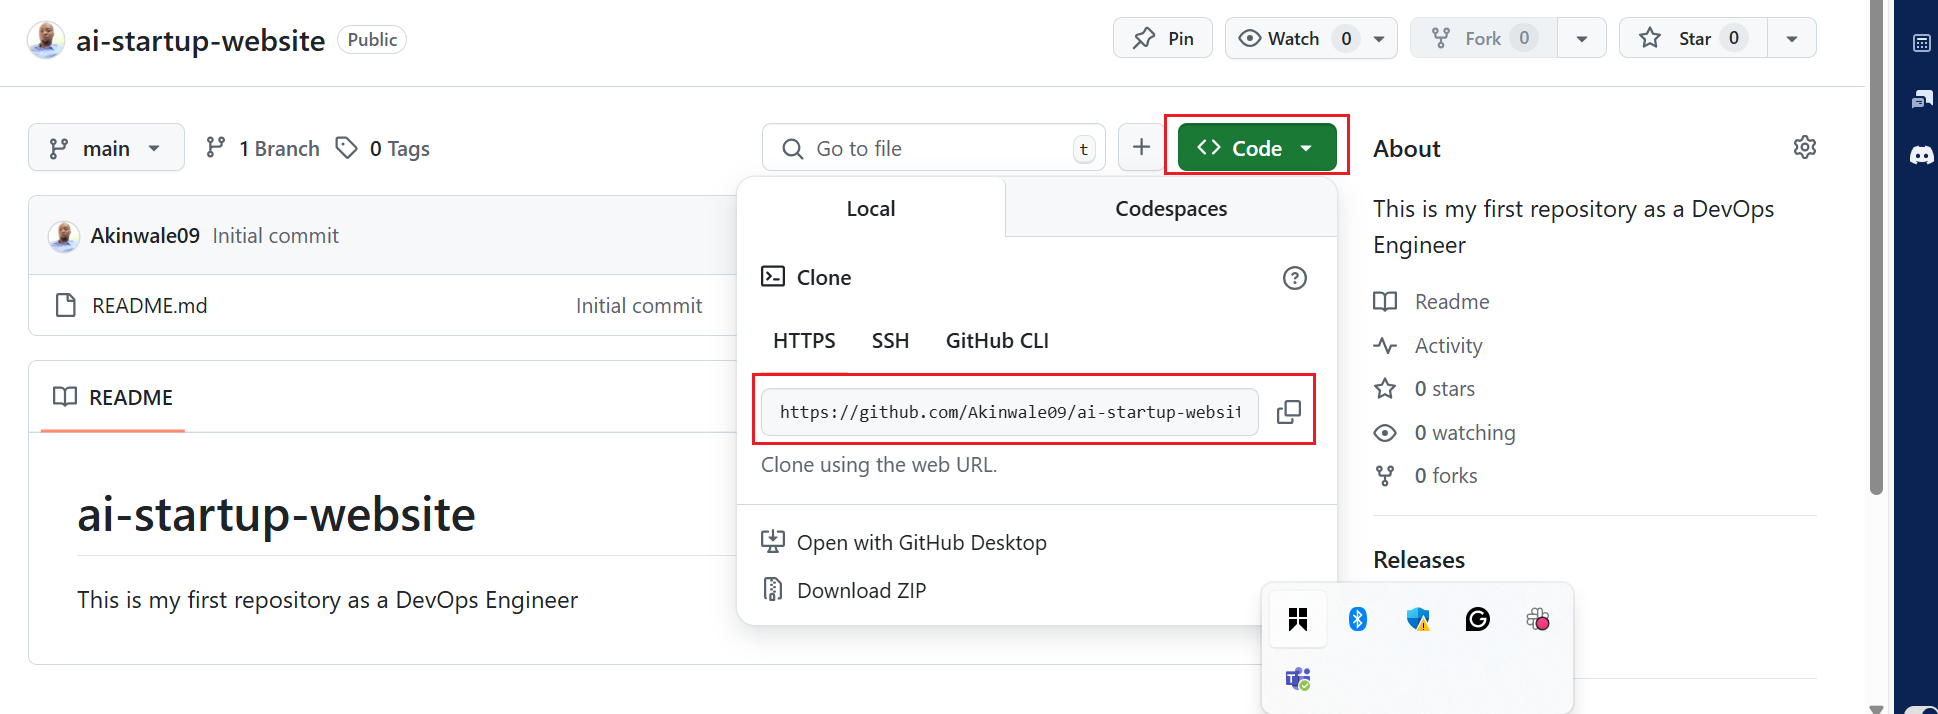 ai-startup-website Public
Pin
Watch 0
Fork 0
Star 0
main
1 Branch
0 Tags
Go to file t
Code
Local
Codespaces
Clone
HTTPS
SSH
GitHub CLI
https://github.com/Akinwale09/ai-startup-websit
Clone using the web URL.
Open with GitHub Desktop
Download ZIP
Akinwale09 Initial commit
README.md Initial commit
README
ai-startup-website
This is my first repository as a DevOps Engineer
About
This is my first repository as a DevOps
Engineer
Readme
Activity
0 stars
0 watching
0 forks
Releases